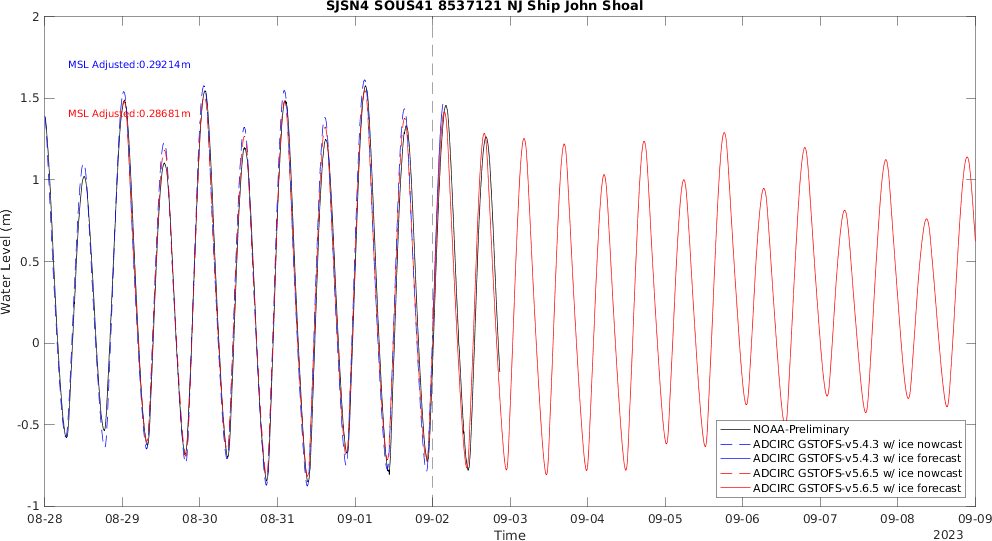 SJSN4 SOUS41 8537121 NJ Ship John Shoal
2
1.5
1
0.5
0
-0.5
-1
Water Level (m)
MSL Adjusted:0.29214m
MSL Adjusted:0.28681m
NOAA-Preliminary
ADCIRC GSTOFS-v5.4.3 w/ ice nowcast
ADCIRC GSTOFS-v5.4.3 w/ ice forecast
ADCIRC GSTOFS-v5.6.5 w/ ice nowcast
ADCIRC GSTOFS-v5.6.5 w/ ice forecast
08-28 08-29 08-30 08-31 09-01 09-02 09-03 09-04 09-05 09-06 09-07 09-08 09-09
Time
2023